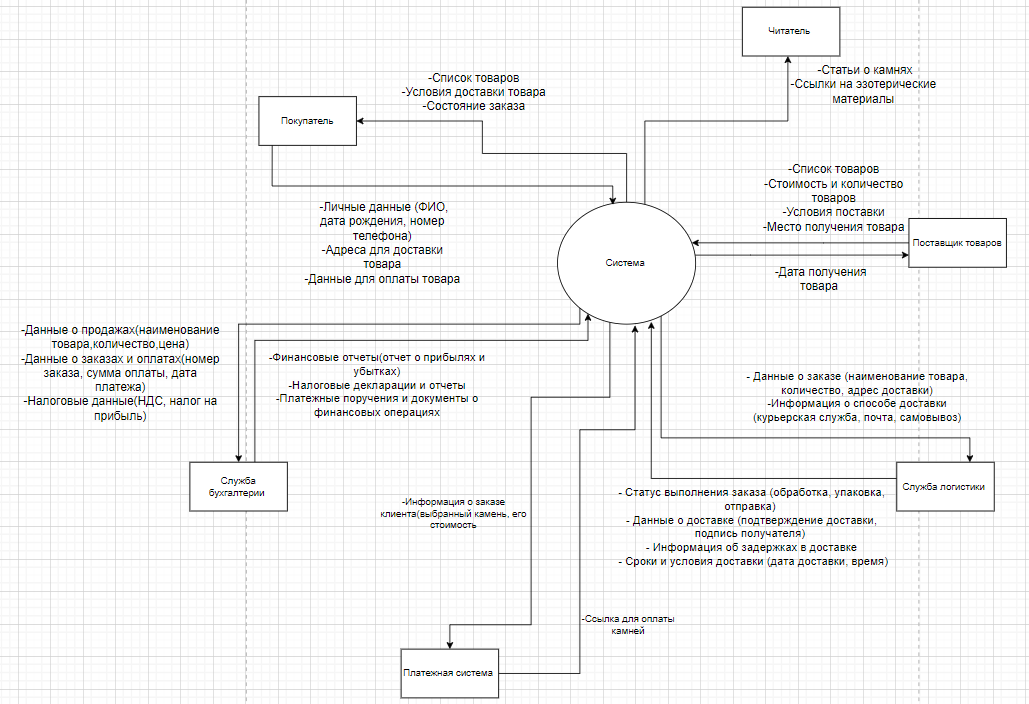 Читатель
-Статьи о камнях
-Ссылки на эзотерические
материалы
-Список товаров
-Условия доставки товара
-Состояние заказа
Покупатель
-Личные данные (ФИО,
дата рождения, номер
телефона)
-Адреса для доставки
товара
-Данные для оплаты товара
-Список товаров
-Стоимость и количество
товаров
-Условия поставки
-Место получения товара
Поставщик товаров
Система
-Дата получения
товара
-Данные о продажах(наименование
товара,количество,цена)
-Данные о заказах и оплатах(номер
заказа, сумма оплаты, дата
платежа)
-Налоговые данные(НДС, налог на
прибыль)
-Финансовые отчеты(отчет о прибылях и
убытках)
-Налоговые декларации и отчеты
-Платежные поручения и документы о
финансовых операциях
- Данные о заказе (наименование товара,
количество, адрес доставки)
-Информация о способе доставки
(курьерская служба, почта, самовывоз)
Служба
бухгалтерии
Служба логистики
-Информация о заказе
клиента(выбранный камень, его
стоимость
- Статус выполнения заказа (обработка, упаковка,
отправка)
- Данные о доставке (подтверждение доставки,
подпись получателя)
- Информация об задержках в доставке
- Сроки и условия доставки (дата доставки, время)
-Ссылка для оплаты
камней
Платежная система